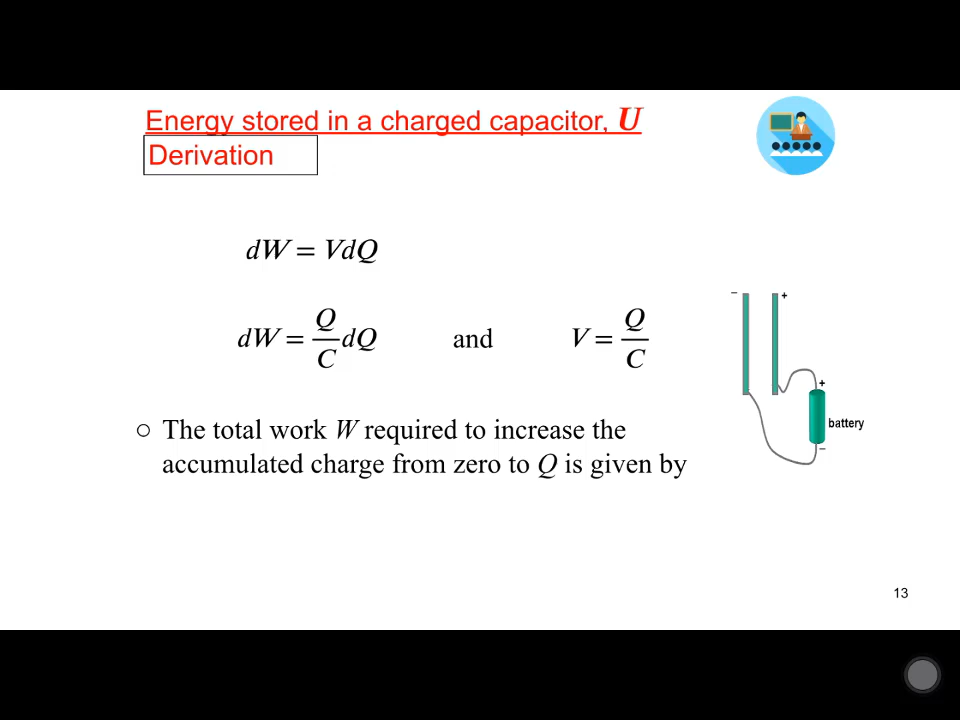 Energy stored in a charged capacitor, U
Derivation
dW = VdQ
dW = Q/C dQ and V = Q/C
– +
+
battery
–
○ The total work W required to increase the
accumulated charge from zero to Q is given by
13